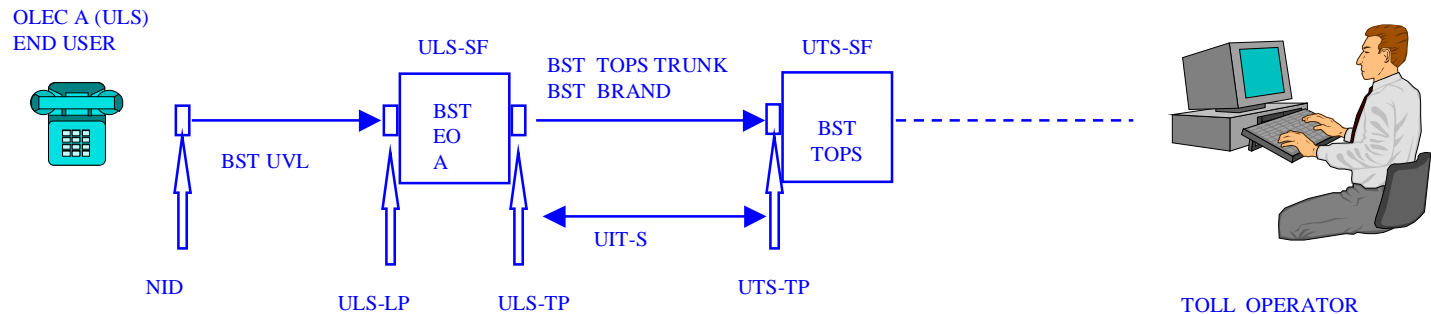 OLEC A (ULS)
END USER
ULS-SF
UTS-SF
BST TOPS TRUNK
BST BRAND
BST
EO
A
BST
TOPS
BST UVL
UIT-S
NID
ULS-LP
ULS-TP
UTS-TP
TOLL OPERATOR